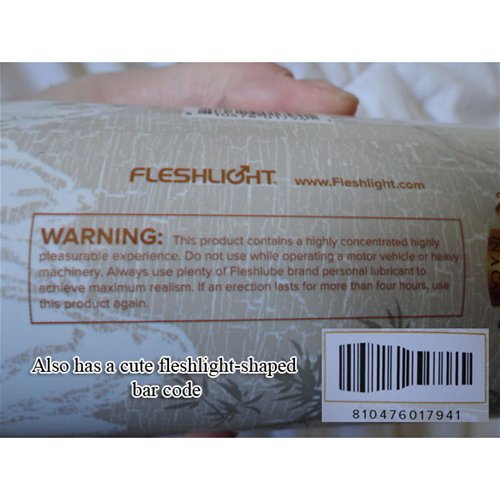 FLESHLIGHT
www.Fleshlight.com
WARNING: This product contains a highly concentrated highly
pleasurable experience. Do not use while operating a motor vehicle or heavy
machinery. Always use plenty of Fleshlube brand personal lubricant to
achieve maximum realism. If an erection lasts for more than four hours, use
this product again.
Also has a cute fleshlight-shaped
bar code
810476017941